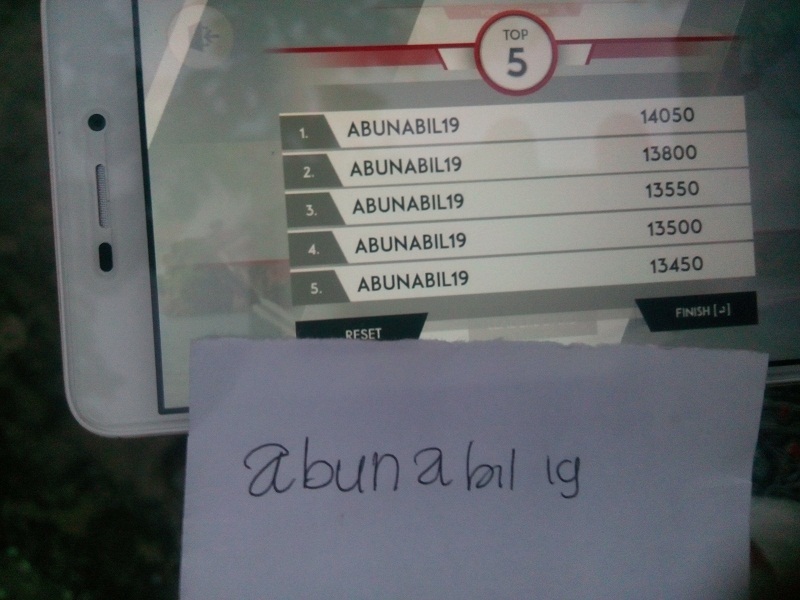 TOP
5
1. ABUNABIL19 14050
2. ABUNABIL19 13800
3. ABUNABIL19 13550
4. ABUNABIL19 13500
5. ABUNABIL19 13450
RESET FINISH [↵]
abunabil 19